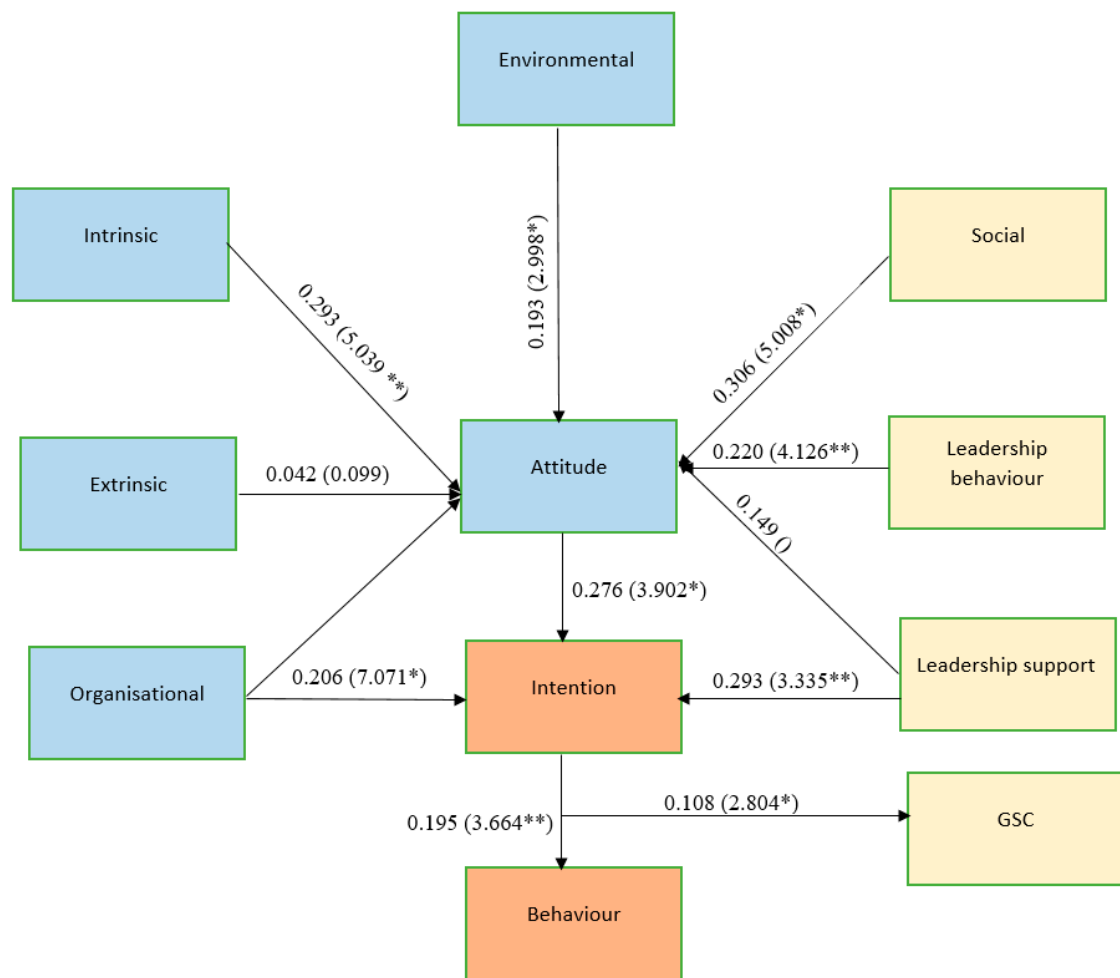 Environmental
Intrinsic
Social
0.193 (2.998*)
0.293 (5.039 **)
0.306 (5.008*)
Extrinsic
0.042 (0.099)
Attitude
0.220 (4.126**)
Leadership
behaviour
0.149 ()
0.276 (3.902*)
Organisational
0.206 (7.071*)
Intention
0.293 (3.335**)
Leadership support
0.195 (3.664**)
0.108 (2.804*)
GSC
Behaviour